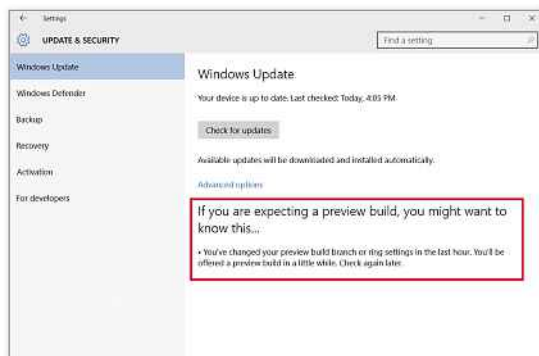 Settings
UPDATE & SECURITY
Find a setting
Windows Update
Windows Defender
Backup
Recovery
Activation
For developers
Windows Update
Your device is up to date. Last checked: Today, 4:05 PM
Check for updates
Available updates will be downloaded and installed automatically.
Advanced options
If you are expecting a preview build, you might want to
know this...
• You've changed your preview build branch or ring settings in the last hour. You'll be
offered a preview build in a little while. Check again later.